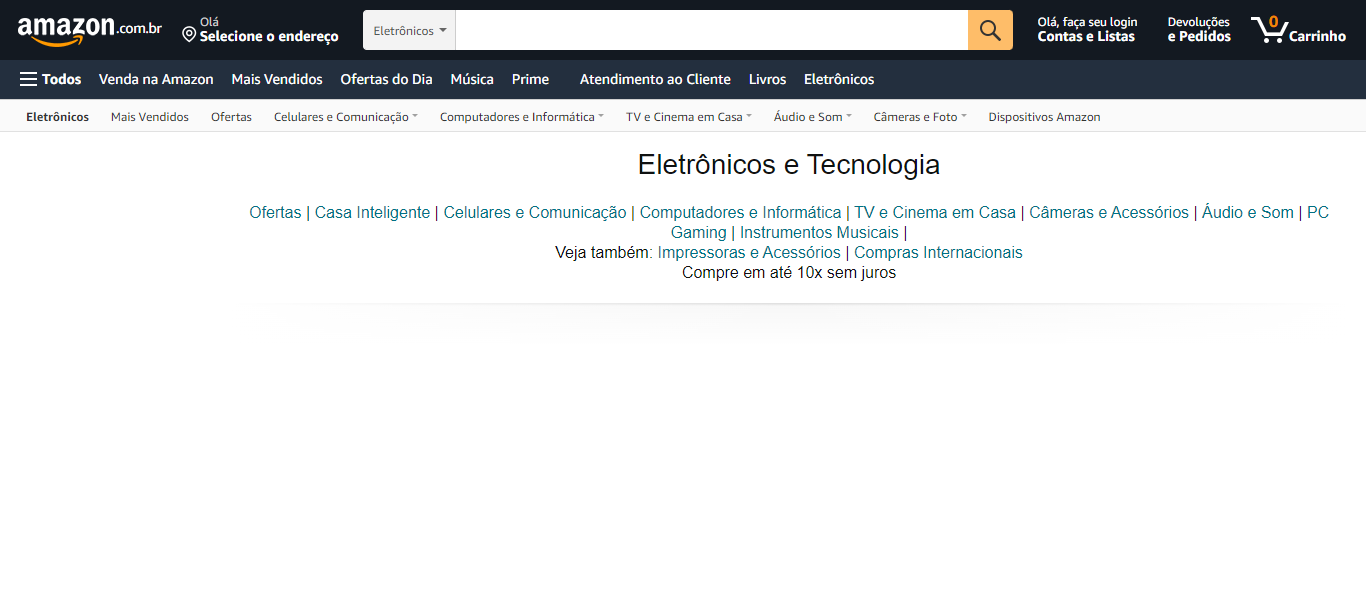 amazon.com.br
Olá
Selecione o endereço
Eletrônicos
Olá, faça seu login
Contas e Listas
Devoluções
e Pedidos
0
Carrinho
Todos Venda na Amazon Mais Vendidos Ofertas do Dia Música Prime Atendimento ao Cliente Livros Eletrônicos
Eletrônicos Mais Vendidos Ofertas Celulares e Comunicação Computadores e Informática TV e Cinema em Casa Áudio e Som Câmeras e Foto Dispositivos Amazon
Eletrônicos e Tecnologia
Ofertas | Casa Inteligente | Celulares e Comunicação | Computadores e Informática | TV e Cinema em Casa | Câmeras e Acessórios | Áudio e Som | PC
Gaming | Instrumentos Musicais |
Veja também: Impressoras e Acessórios | Compras Internacionais
Compre em até 10x sem juros